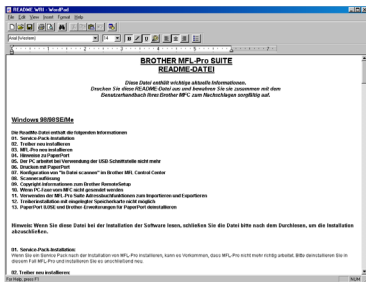 README.WRI - WordPad
File Edit View Insert Format Help
Arial (Western)
14
BROTHER MFL-Pro SUITE
README-DATEI
Diese Datei enthält wichtige aktuelle Informationen.
Drucken Sie diese README-Datei aus und bewahren Sie sie zusammen mit dem
Benutzerhandbuch Ihres Brother MFC zum Nachschlagen sorgfältig auf.
Windows 98/98SE/Me
Die ReadMe-Datei enthält die folgenden Informationen
01. Service-Pack-Installation
02. Treiber neu installieren
03. MFL-Pro neu installieren
04. Hinweise zu PaperPort
05. Der PC arbeitet bei Verwendung der USB Schnittstelle nicht mehr
06. Drucken mit PaperPort
07. Konfiguration von "In Datei scannen" im Brother MFL Control Center
08. Scannerauflösung
09. Copyright-Informationen zum Brother RemoteSetup
10. Wenn PC-Faxe vom MFC nicht gesendet werden
11. Verwenden der MFL-Pro Suite Adressbuchfunktionen zum Importieren und Exportieren
12. Treiberinstallation mit eingelegter Speicherkarte nicht möglich
13. PaperPort 8.0SE und Brother-Erweiterungen für PaperPort deinstallieren
Hinweis: Wenn Sie diese Datei bei der Installation der Software lesen, schließen Sie die Datei bitte nach dem Durchlesen, um die Installation
abzuschließen.
01. Service-Pack-Installation:
Wenn Sie ein Service Pack nach der Installation von MFL-Pro installieren, kann es vorkommen, dass MFL-Pro nicht mehr richtig arbeitet. Bitte deinstallieren Sie in
diesem Fall MFL-Pro und installieren Sie es anschließend neu.
02. Treiber neu installieren:
For Help, press F1
NUM